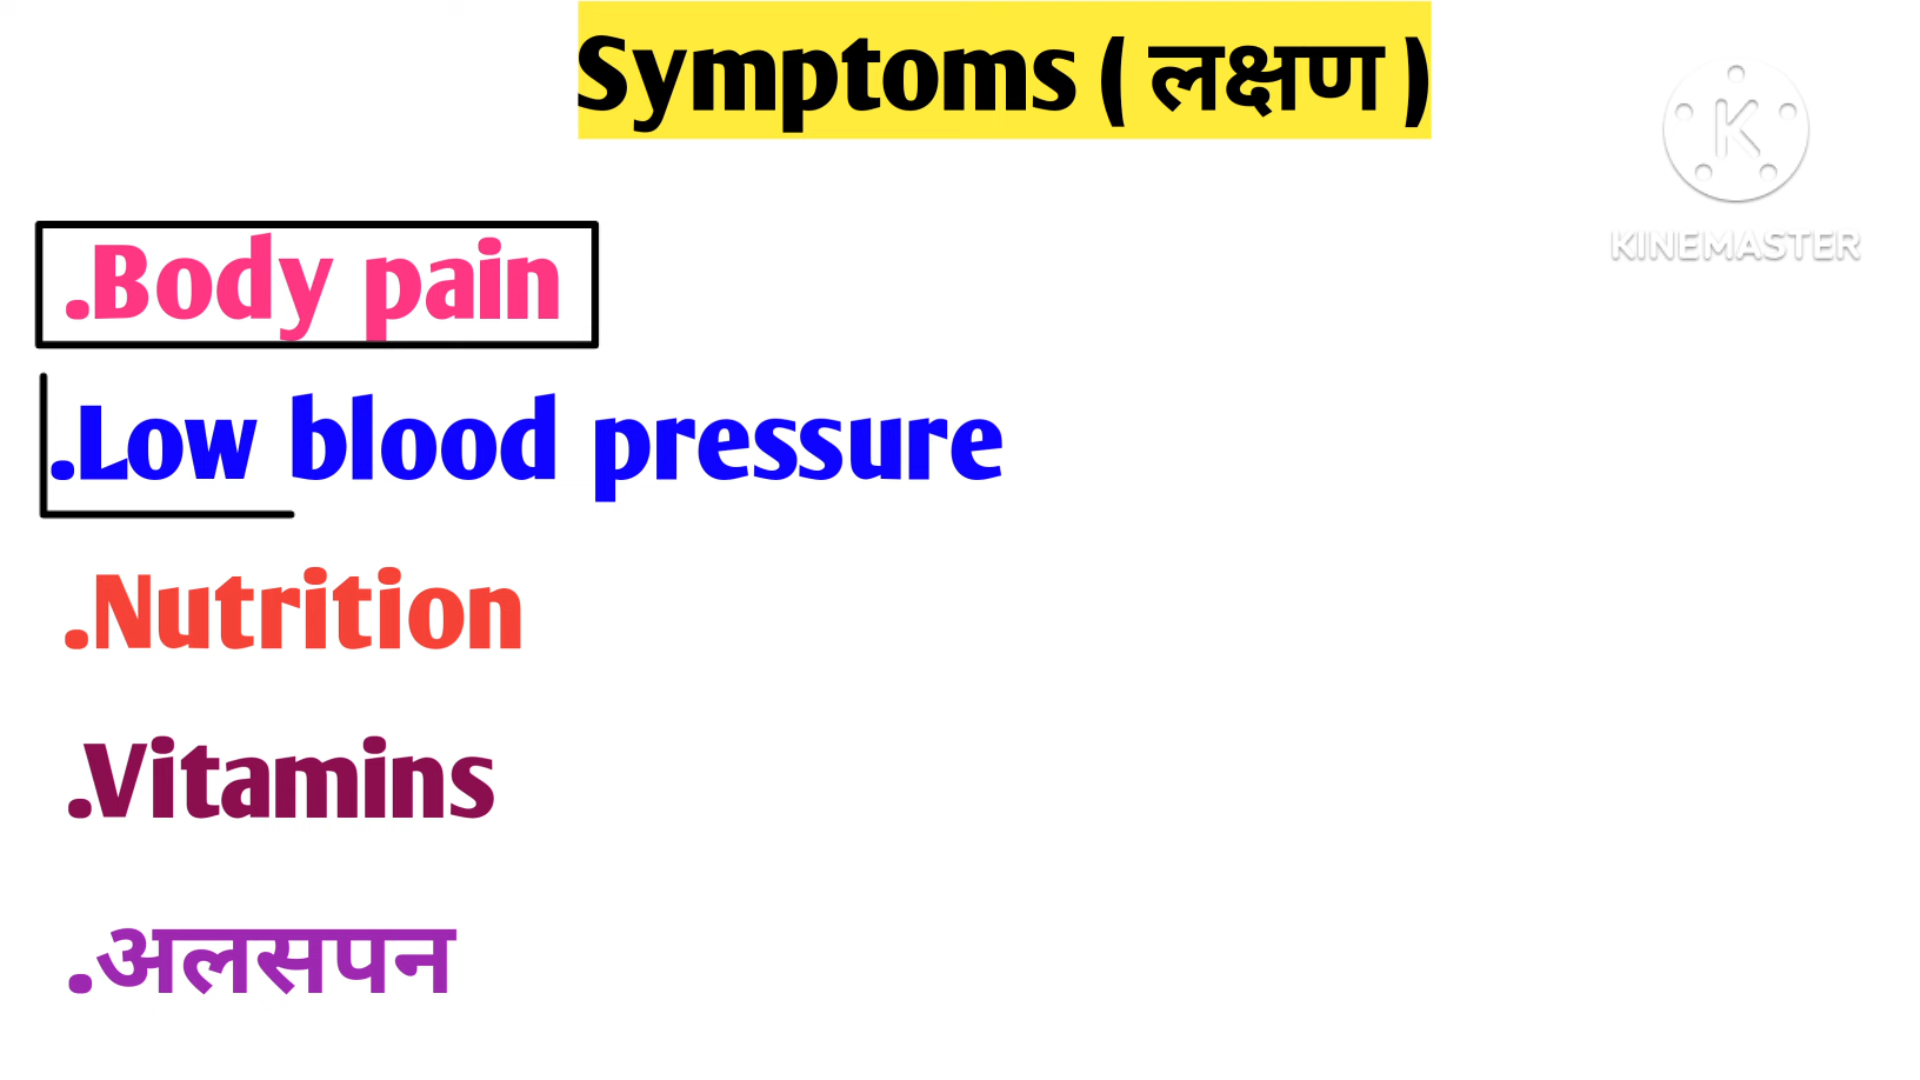 Symptoms ( लक्षण )
K
KINEMASTER
.Body pain
.Low blood pressure
.Nutrition
.Vitamins
.अलसपन